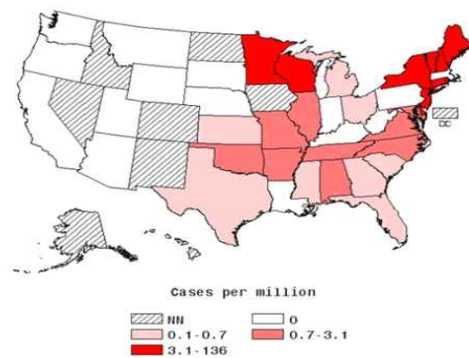 DC
Cases per million
NN 0
0.1-0.7 0.7-3.1
3.1-136